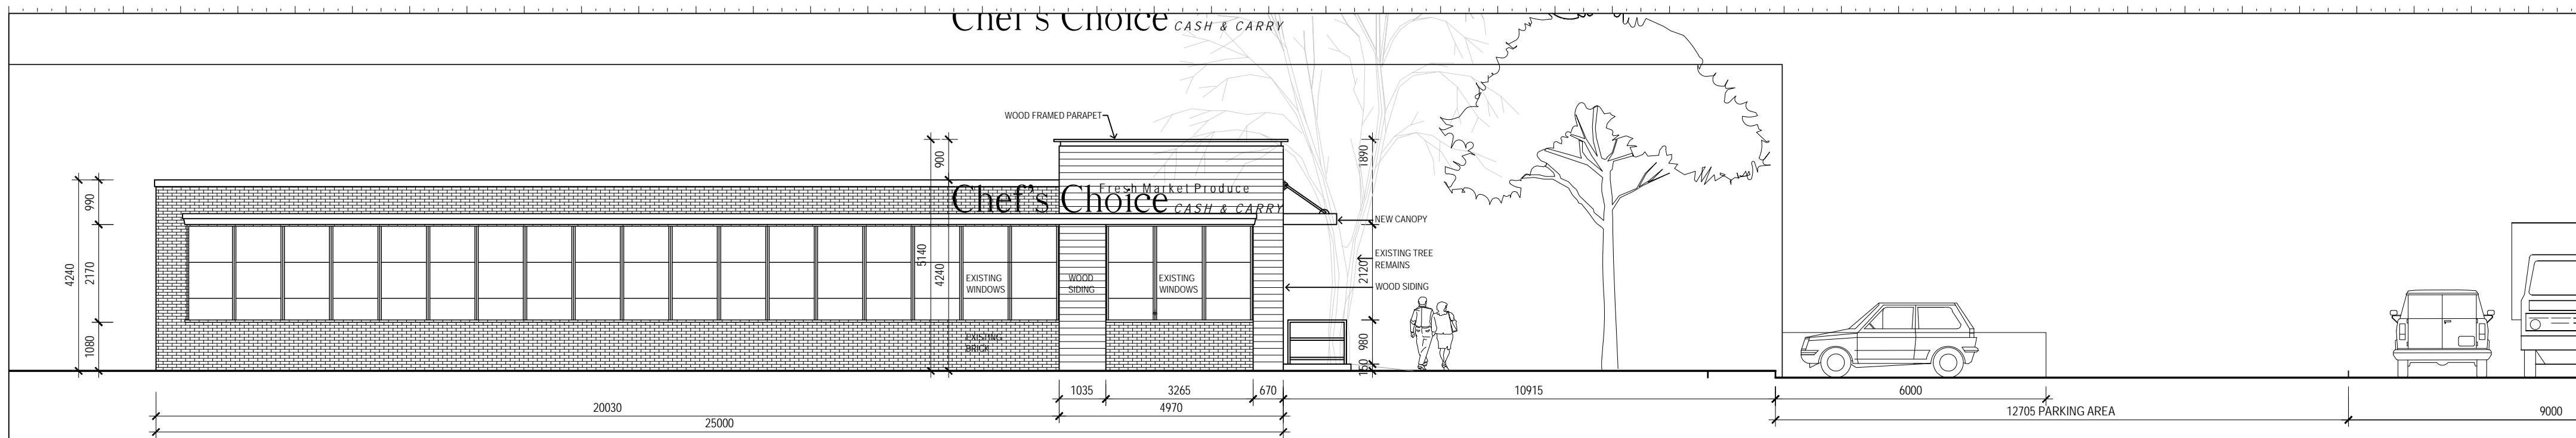 Chef's Choice CASH & CARRY
WOOD FRAMED PARAPET
900
1890
990
Fresh Market Produce
Chef's Choice CASH & CARRY
NEW CANOPY
4240
2170
5140
4240
EXISTING TREE
REMAINS
2120
EXISTING
WINDOWS
WOOD
SIDING
EXISTING
WINDOWS
WOOD SIDING
1080
EXISTING
BRICK
980
150
1035
3265
670
10915
6000
20030
4970
12705 PARKING AREA
9000
25000